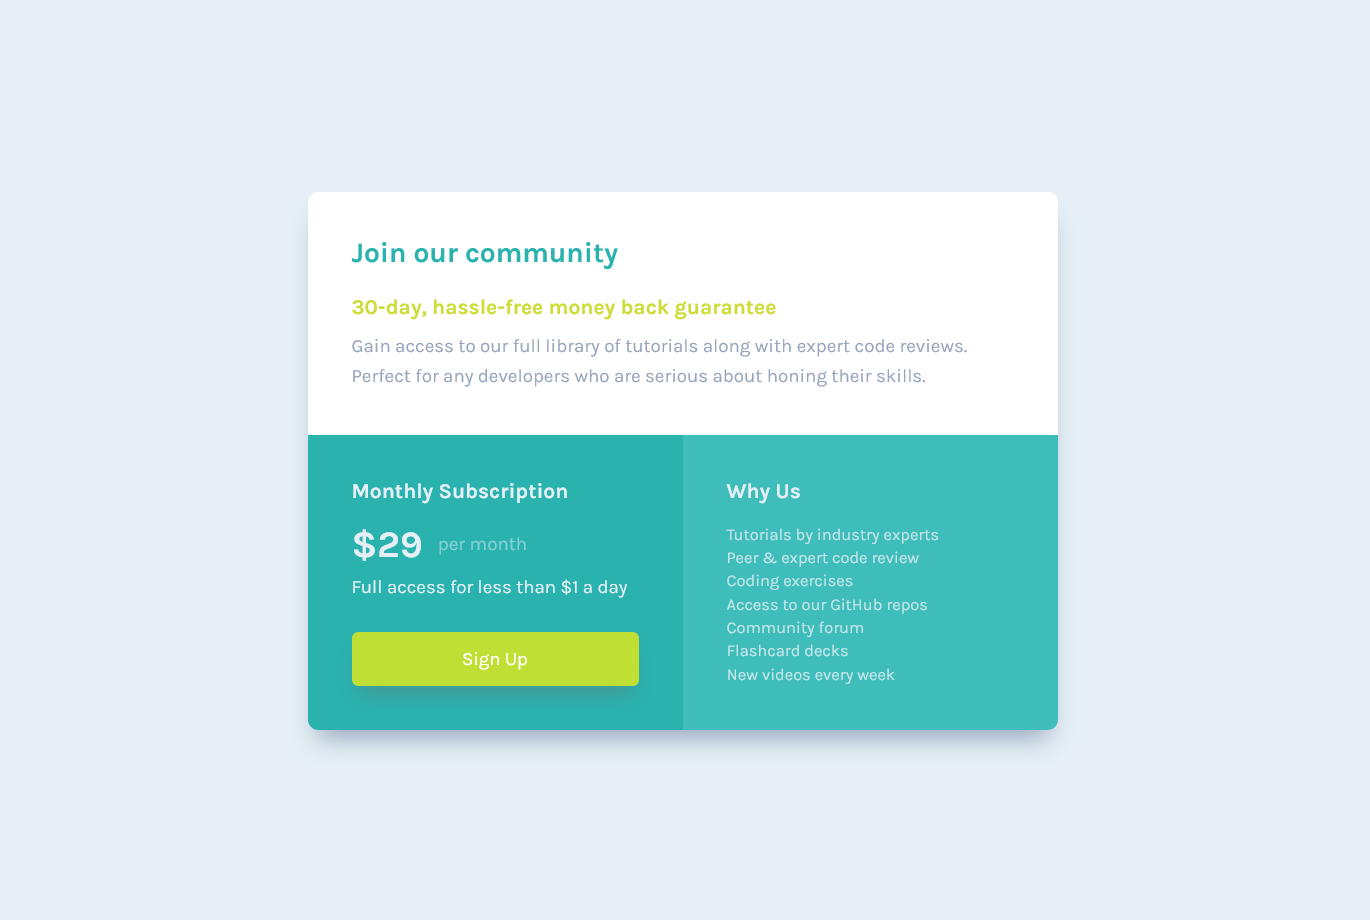 Join our community
30-day, hassle-free money back guarantee
Gain access to our full library of tutorials along with expert code reviews.
Perfect for any developers who are serious about honing their skills.
Monthly Subscription
$29 per month
Full access for less than $1 a day
Sign Up
Why Us
Tutorials by industry experts
Peer & expert code review
Coding exercises
Access to our GitHub repos
Community forum
Flashcard decks
New videos every week